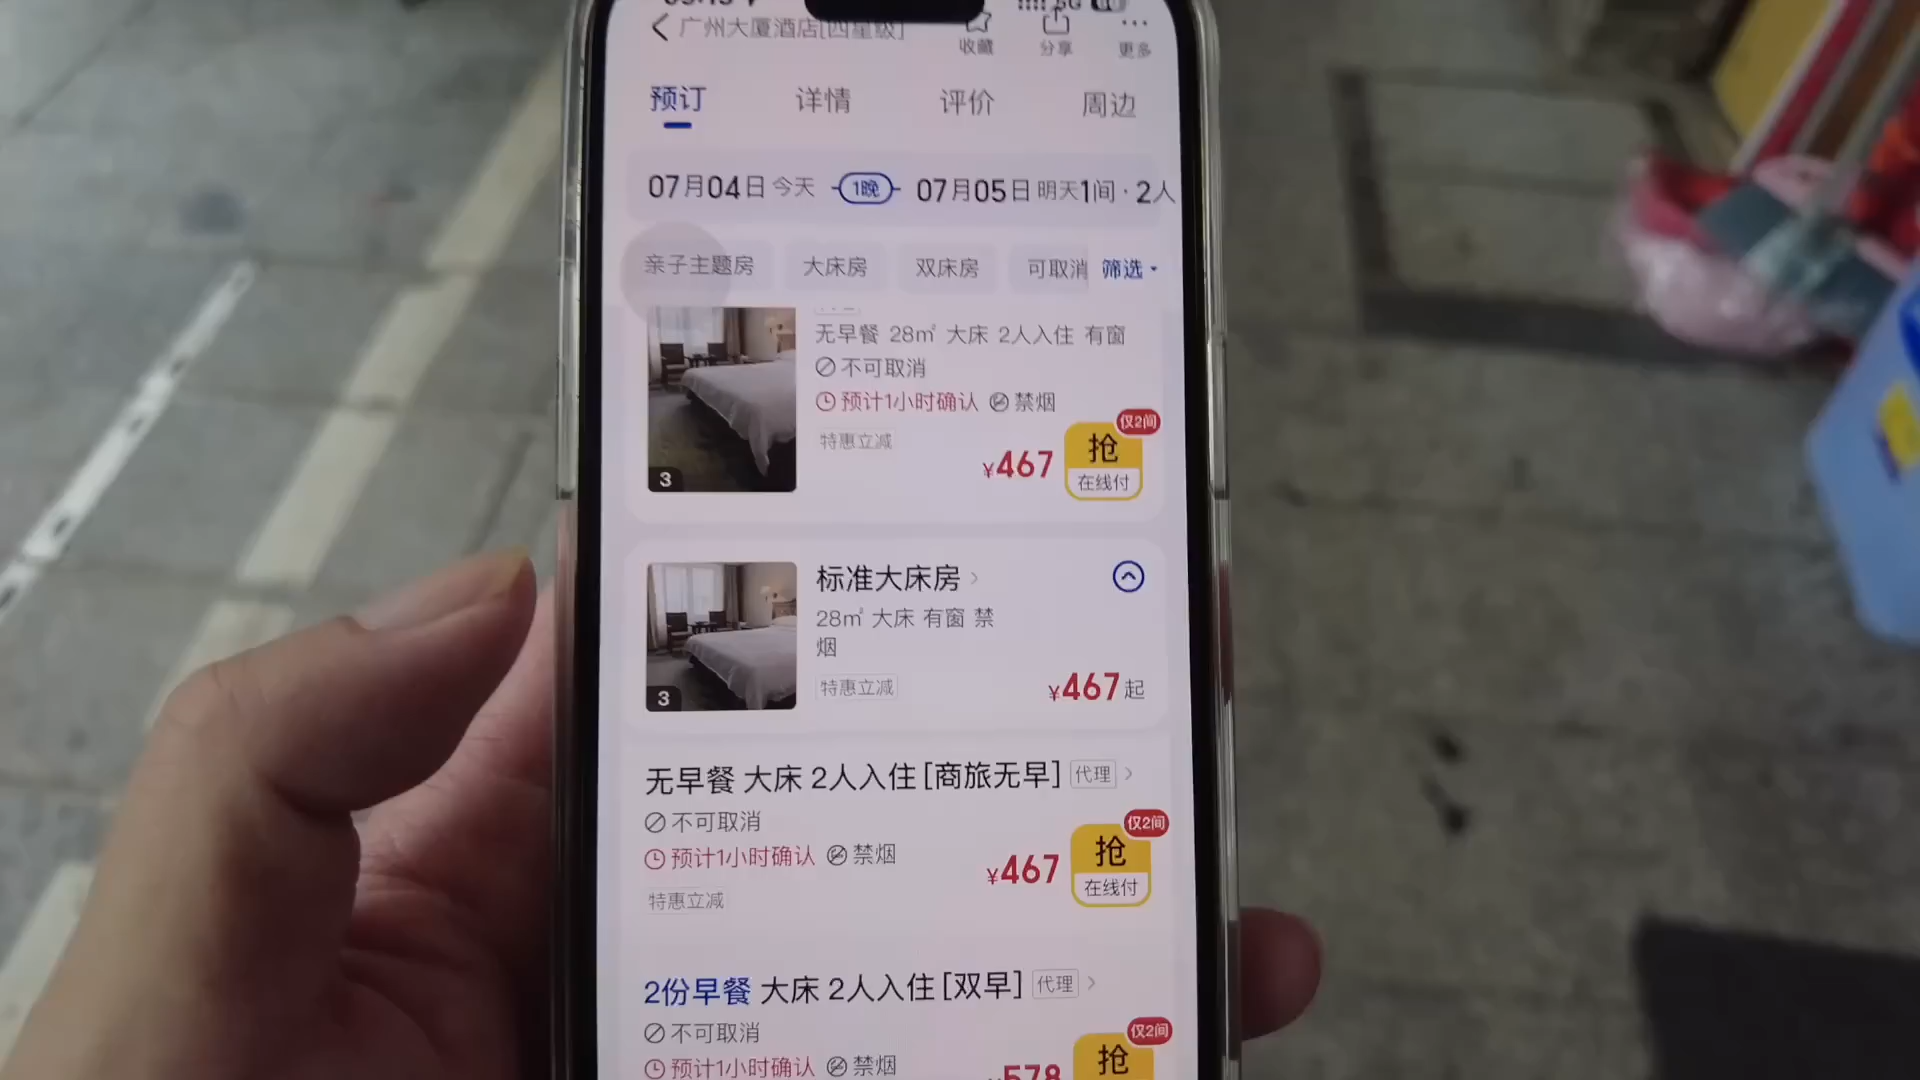 广州大厦酒店[四星级]
收藏 分享 更多
预订 详情 评价 周边
07月04日 今天 1晚 07月05日 明天 1间·2人
亲子主题房 大床房 双床房 可取消 筛选
无早餐 28㎡ 大床 2人入住 有窗
不可取消
预计1小时确认 禁烟
仅2间
抢
特惠立减
¥467
在线付
3
标准大床房
28㎡ 大床 有窗 禁
烟
特惠立减
¥467起
3
无早餐 大床 2人入住 [商旅无早] 代理
不可取消
仅2间
预计1小时确认 禁烟
¥467
抢
在线付
特惠立减
2份早餐 大床 2人入住 [双早] 代理
不可取消
仅2间
预计1小时确认 禁烟
¥578
抢